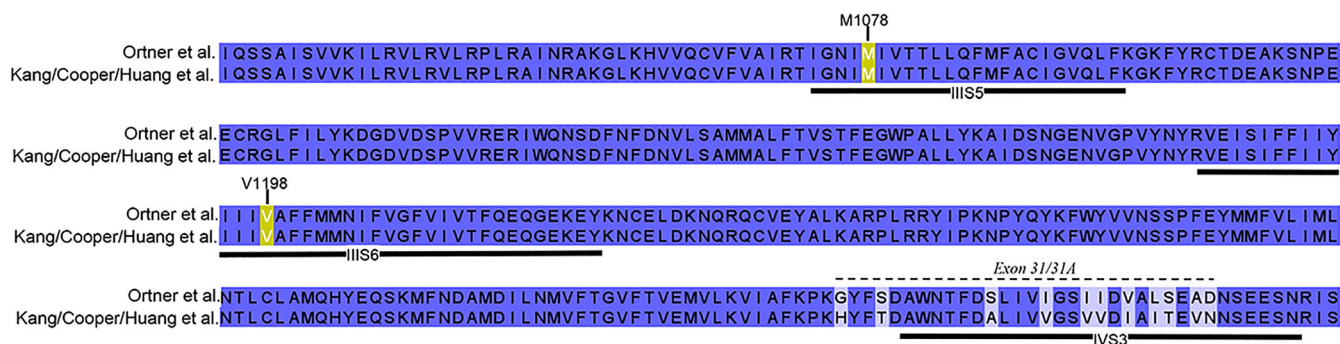 M1078
Ortner et al. IQSSAISVVKILRVLRVLRPLRAINRAKGLKHVVQCVFVAIRTIGNIMIVTTLLQFMFACIGVQLFKGKFYRCTDEAKSNPE
Kang/Cooper/Huang et al. IQSSAISVVKILRVLRVLRPLRAINRAKGLKHVVQCVFVAIRTIGNIMIVTTLLQFMFACIGVQLFKGKFYRCTDEAKSNPE
IIIS5
Ortner et al. ECRGLFILYKDGDVDSPVVRERIWQNSDFNFDNVLSAMMALFTVSTFEGWPALLYKAIDSNGENVGPVYNYRVEISIFFIIY
Kang/Cooper/Huang et al. ECRGLFILYKDGDVDSPVVRERIWQNSDFNFDNVLSAMMALFTVSTFEGWPALLYKAIDSNGENVGPVYNYRVEISIFFIIY
V1198
Ortner et al. IIIVAFFMMNIFVGFVIVTFQEQGEKEYKNCELDKNQRQCVEYALKARPLRRYIPKNPYQYKFWYVVNSSPFEYMMFVLIML
Kang/Cooper/Huang et al. IIIVAFFMMNIFVGFVIVTFQEQGEKEYKNCELDKNQRQCVEYALKARPLRRYIPKNPYQYKFWYVVNSSPFEYMMFVLIML
IIIS6
Exon 31/31A
Ortner et al. NTLCLAMQHYEQSKMFNDAMDILNMVFTGVFTVEMVLKVIAFKPKGYFSDAWNTFDSLIVIGSIIDVALSEADNSEESNRIS
Kang/Cooper/Huang et al. NTLCLAMQHYEQSKMFNDAMDILNMVFTGVFTVEMVLKVIAFKPKHYFTDAWNTFDALIVVGSVVDIAITEVNNSEESNRIS
IVS3